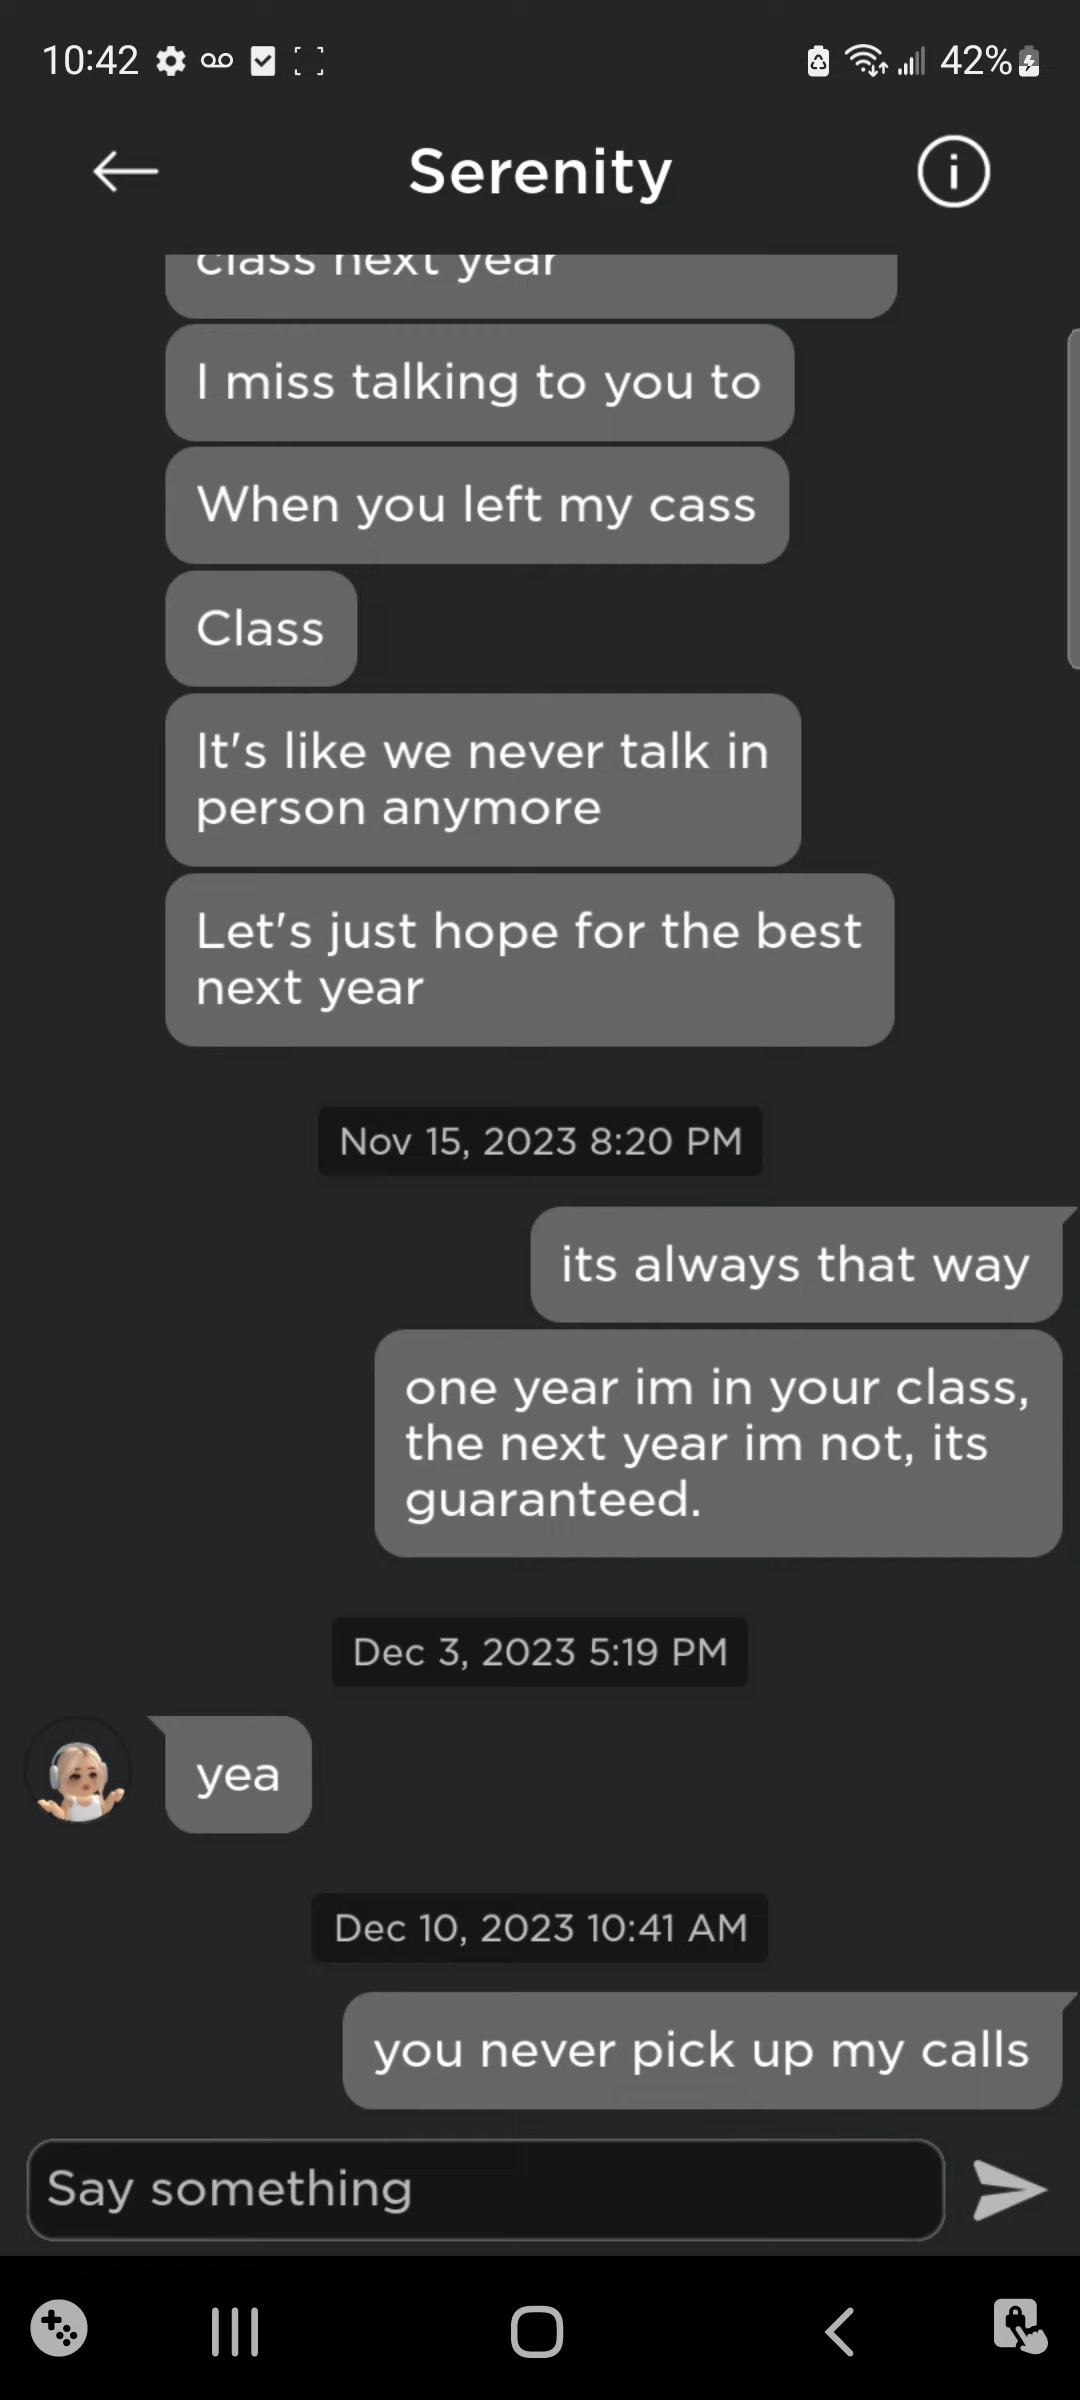 10:42
42%
Serenity
class next year
I miss talking to you to
When you left my cass
Class
It's like we never talk in
person anymore
Let's just hope for the best
next year
Nov 15, 2023 8:20 PM
its always that way
one year im in your class,
the next year im not, its
guaranteed.
Dec 3, 2023 5:19 PM
yea
Dec 10, 2023 10:41 AM
you never pick up my calls
Say something